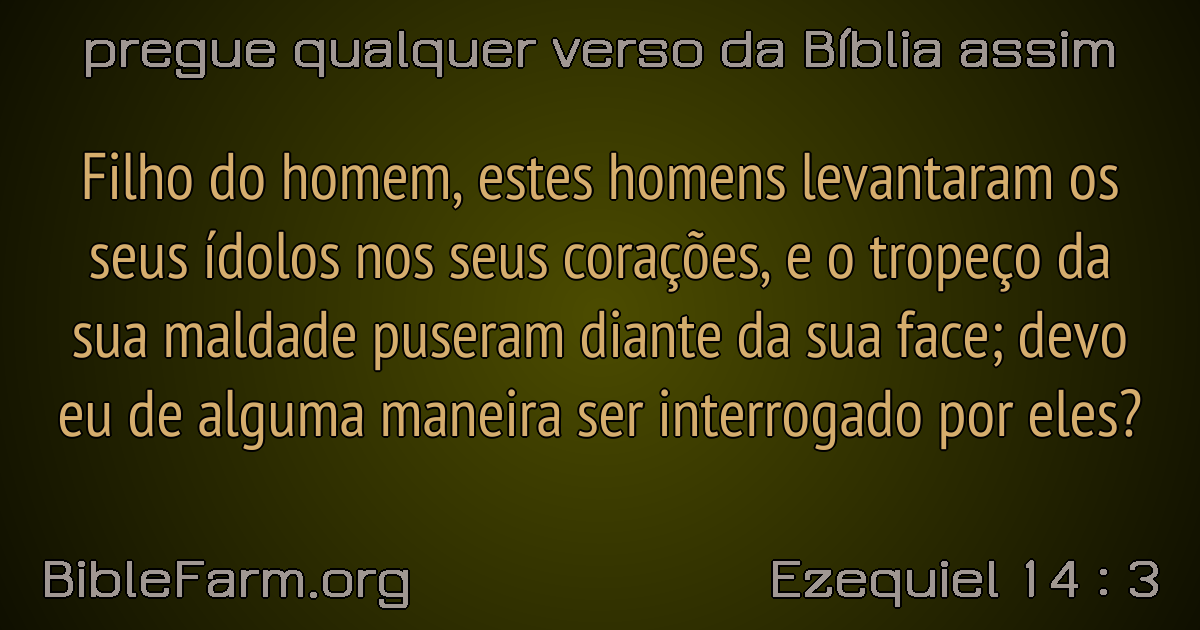 pregue qualquer verso da Bíblia assim
Filho do homem, estes homens levantaram os
seus ídolos nos seus corações, e o tropeço da
sua maldade puseram diante da sua face; devo
eu de alguma maneira ser interrogado por eles?
BibleFarm.org
Ezequiel 14 : 3